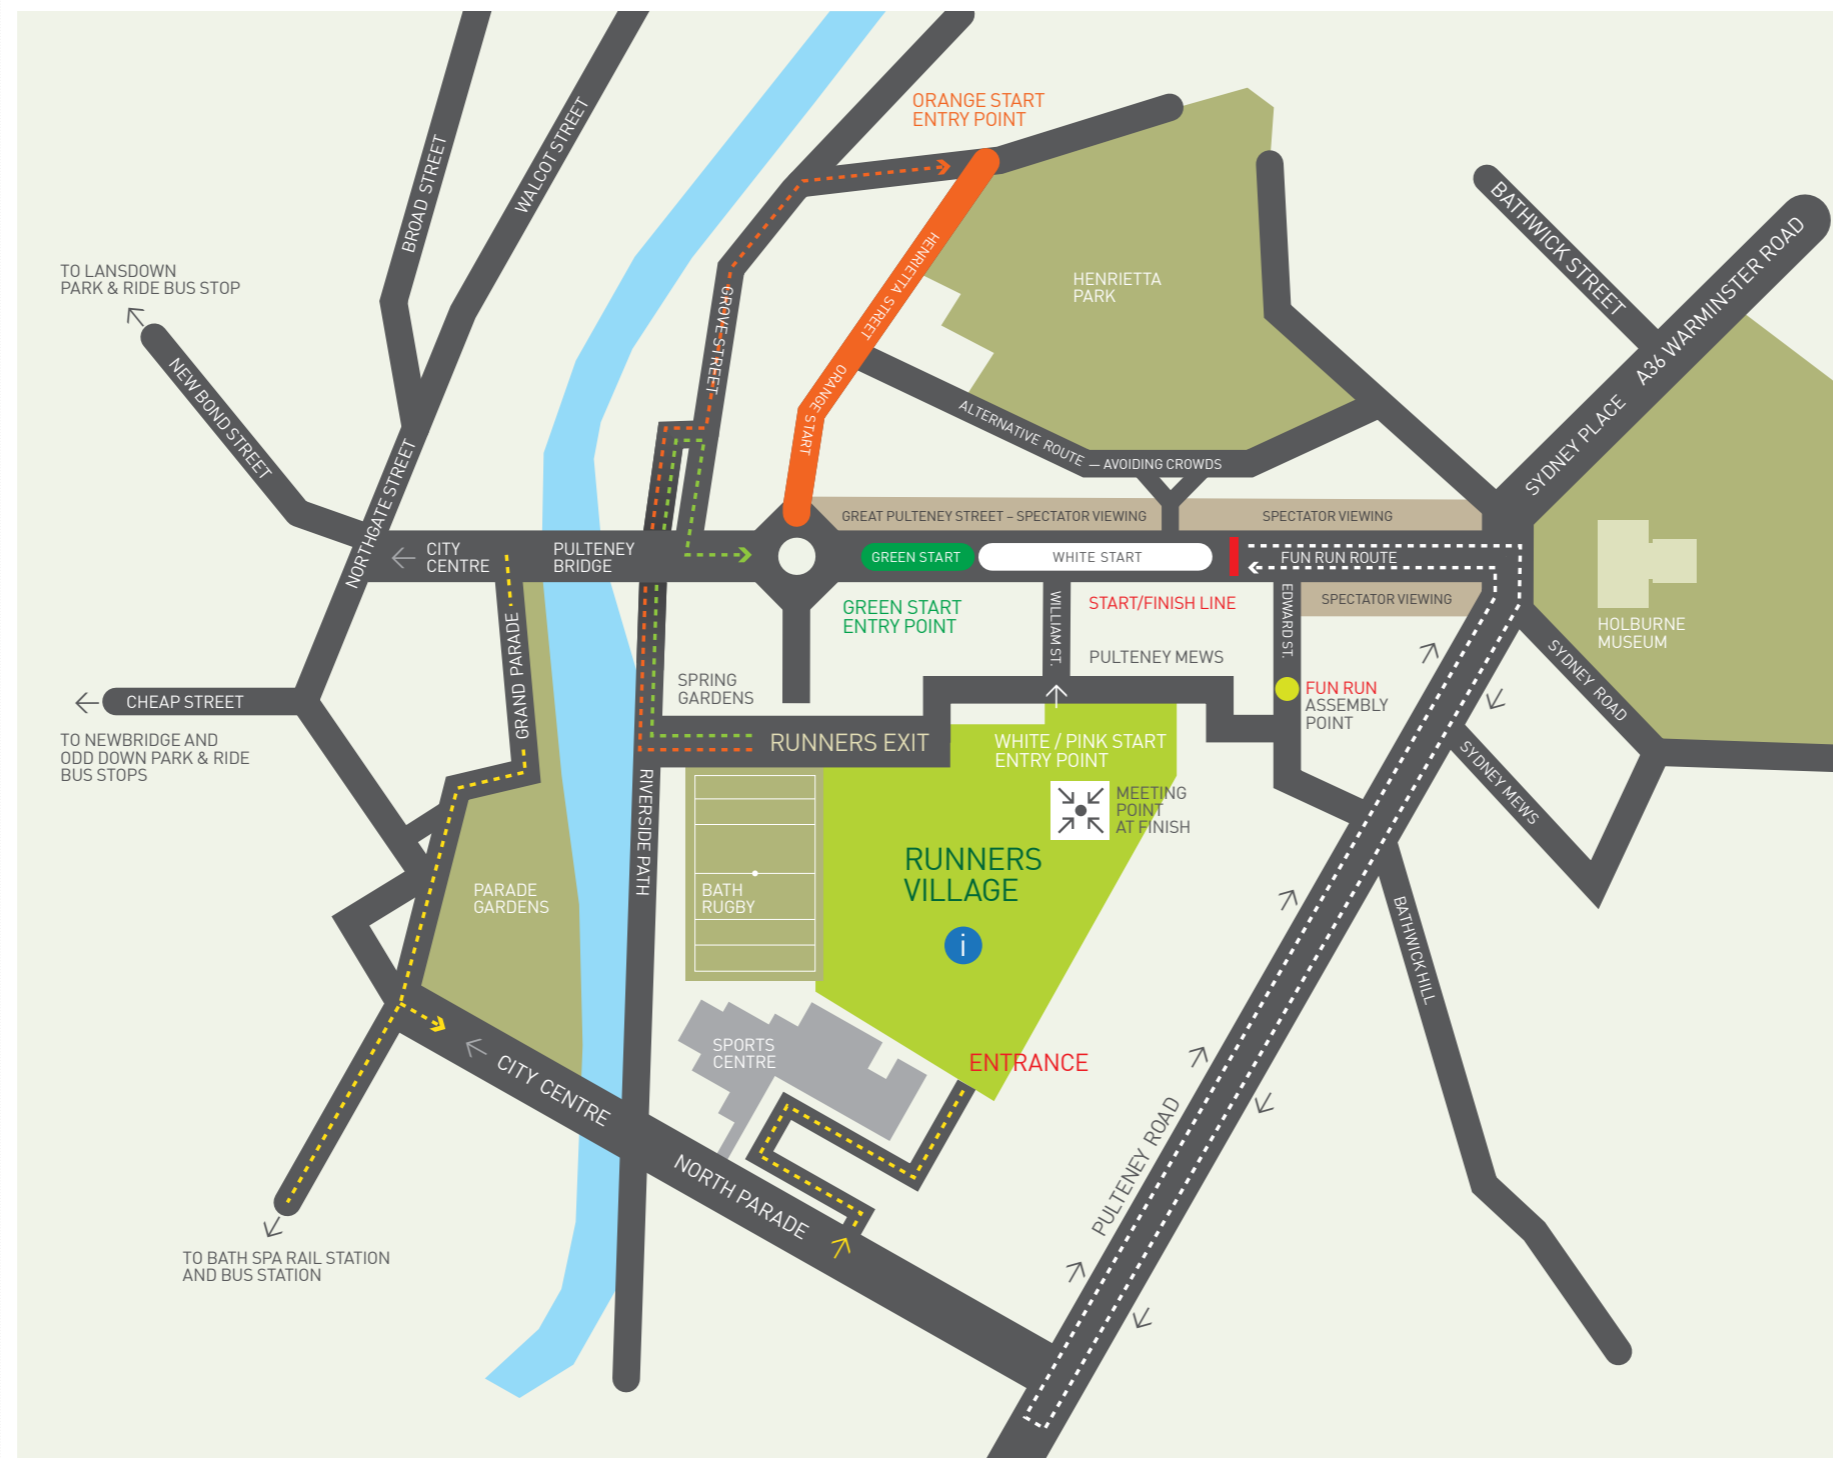 ORANGE START
ENTRY POINT
BROAD STREET
WALCOT STREET
BATHWICK STREET
A36 WARMINSTER ROAD
TO LANSDOWN
PARK & RIDE BUS STOP
HENRIETTA
PARK
HENRIETTA STREET
GROVE STREET
ORANGE START
NEW BOND STREET
ALTERNATIVE ROUTE — AVOIDING CROWDS
SYDNEY PLACE
NORTHGATE STREET
GREAT PULTENEY STREET – SPECTATOR VIEWING
SPECTATOR VIEWING
CITY
CENTRE
PULTENEY
BRIDGE
GREEN START
WHITE START
FUN RUN ROUTE
GREEN START
ENTRY POINT
WILLIAM ST.
START/FINISH LINE
EDWARD ST.
SPECTATOR VIEWING
HOLBURNE
MUSEUM
PULTENEY MEWS
GRAND PARADE
SPRING
GARDENS
FUN RUN
ASSEMBLY
POINT
SYDNEY ROAD
CHEAP STREET
TO NEWBRIDGE AND
ODD DOWN PARK & RIDE
BUS STOPS
RUNNERS EXIT
WHITE / PINK START
ENTRY POINT
SYDNEY MEWS
RIVERSIDE PATH
MEETING
POINT
AT FINISH
RUNNERS
VILLAGE
PARADE
GARDENS
BATH
RUGBY
i
BATHWICK HILL
SPORTS
CENTRE
ENTRANCE
CITY CENTRE
NORTH PARADE
PULTENEY ROAD
TO BATH SPA RAIL STATION
AND BUS STATION